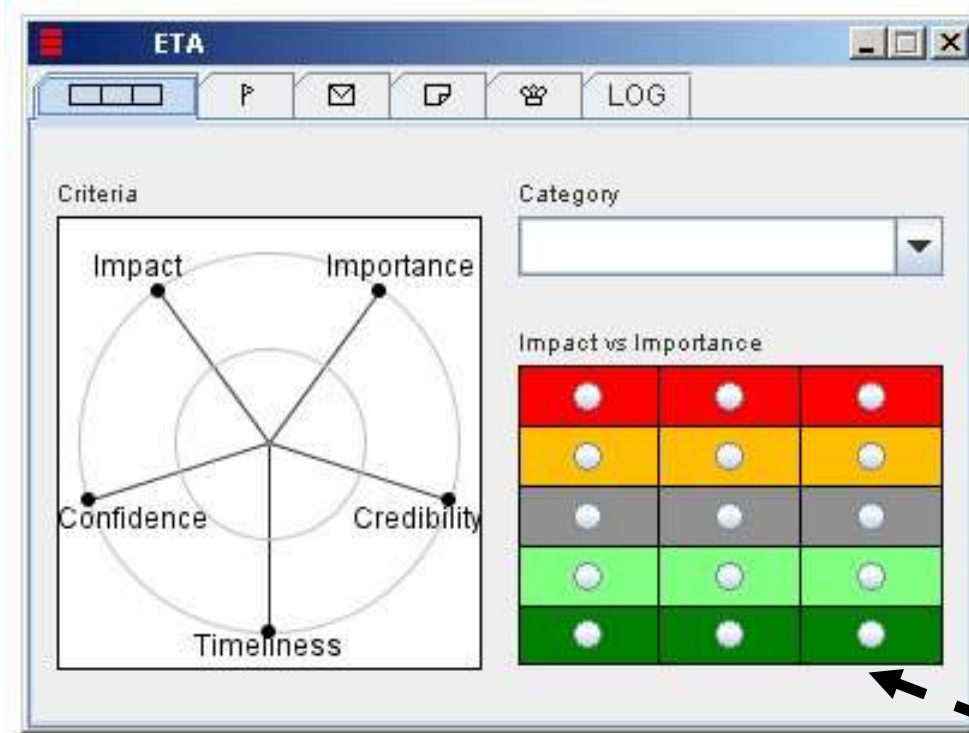 ETA
LOG
Criteria
Category
Impact
Importance
Confidence
Credibility
Timeliness
Impact vs Importance